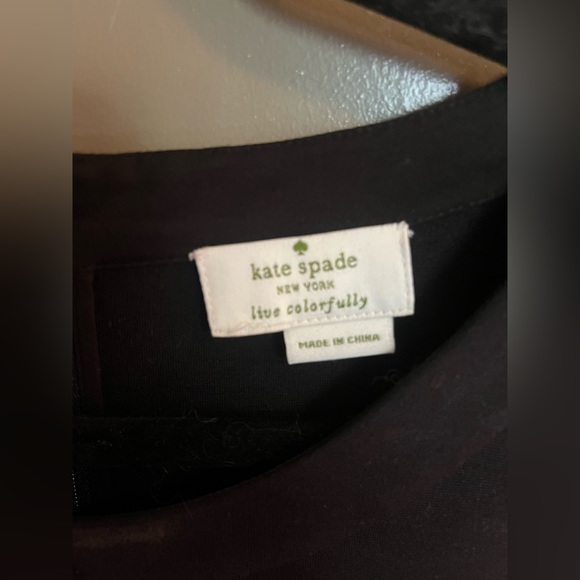 kate spade
NEW YORK
live colorfully
MADE IN CHINA